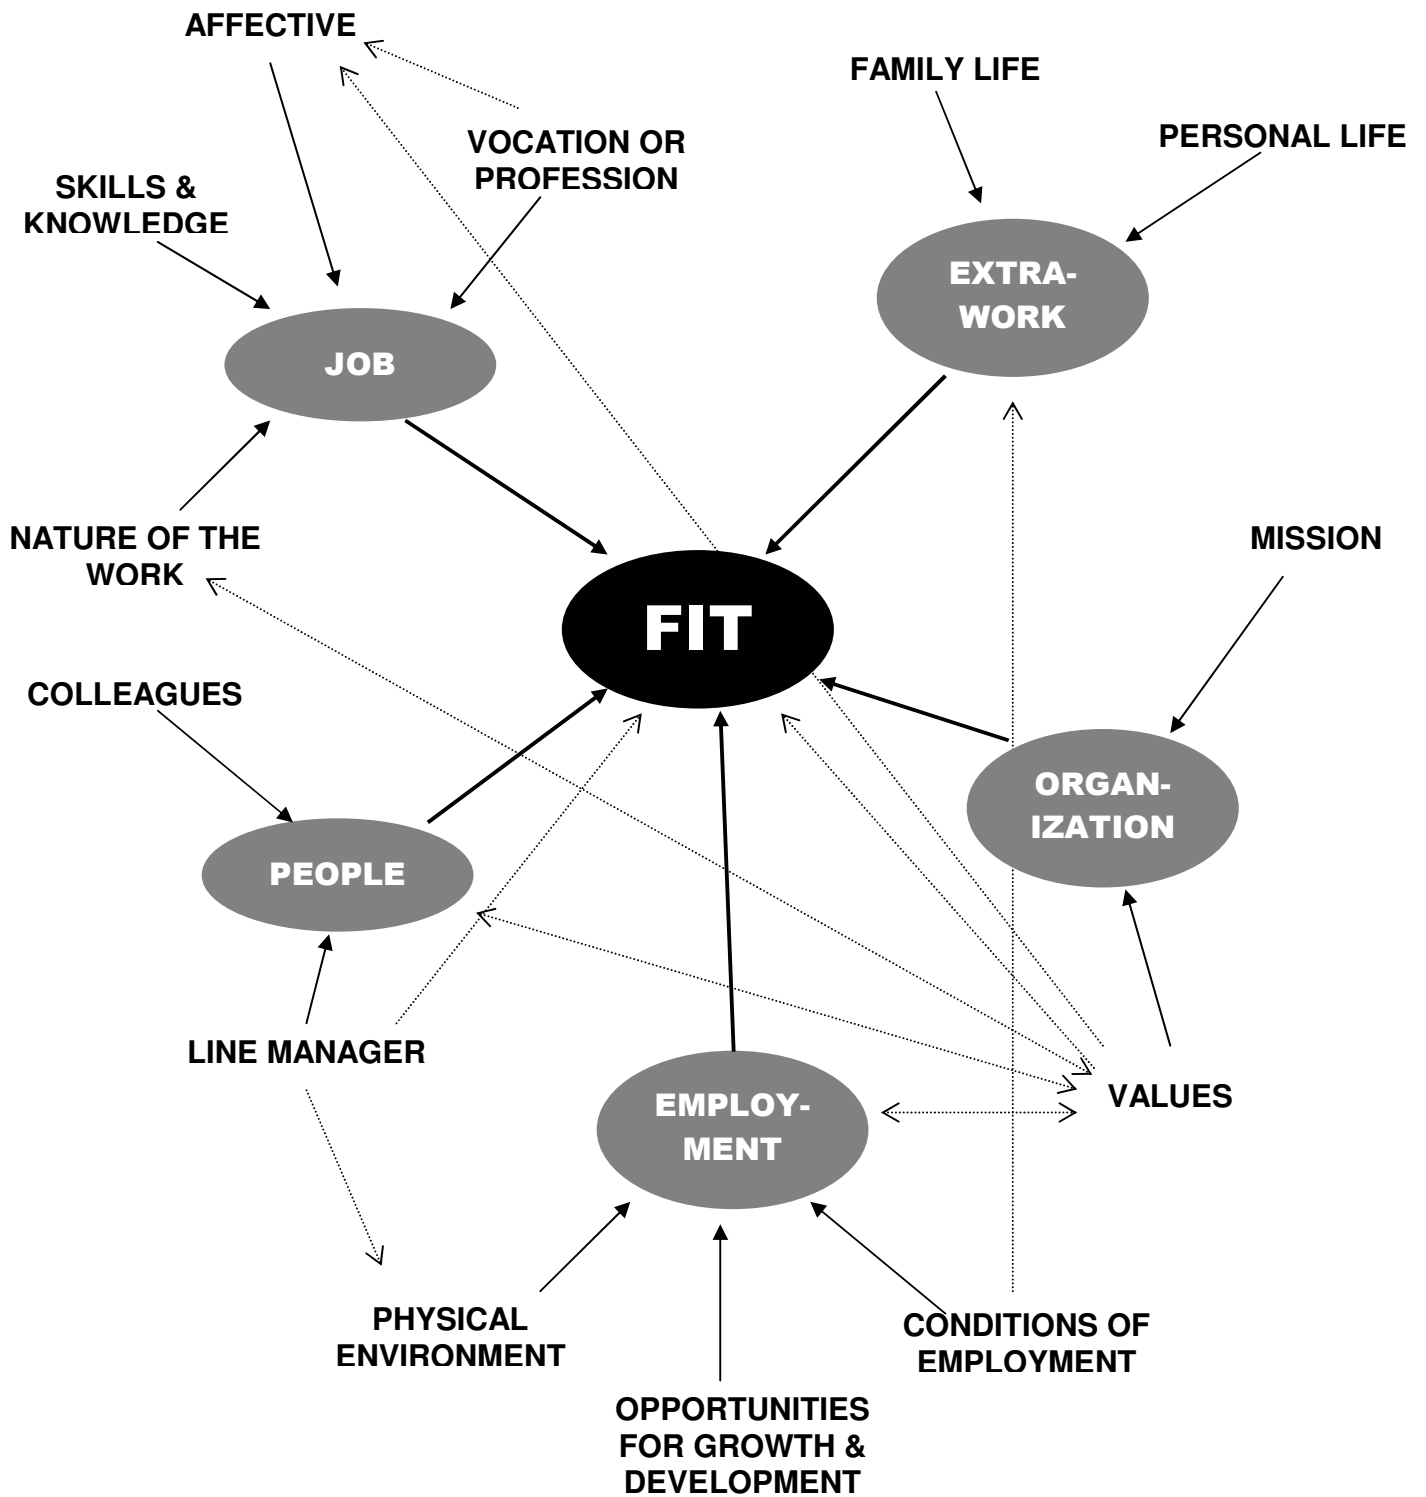 AFFECTIVE
FAMILY LIFE
PERSONAL LIFE
VOCATION OR
PROFESSION
SKILLS &
KNOWLEDGE
EXTRA-
WORK
JOB
NATURE OF THE
WORK
MISSION
FIT
COLLEAGUES
ORGAN-
IZATION
PEOPLE
LINE MANAGER
VALUES
EMPLOY-
MENT
PHYSICAL
ENVIRONMENT
CONDITIONS OF
EMPLOYMENT
OPPORTUNITIES
FOR GROWTH &
DEVELOPMENT